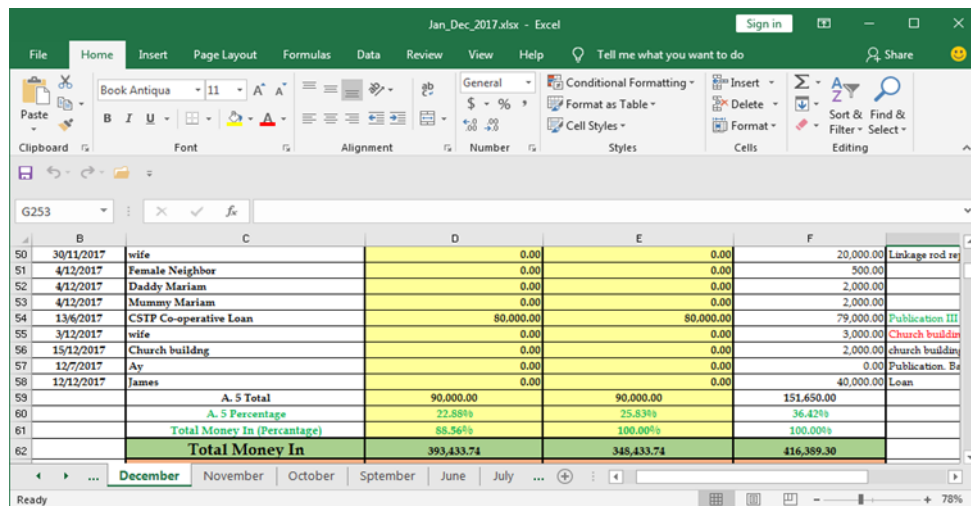 Jan_Dec_2017.xlsx - Excel Sign in
File Home Insert Page Layout Formulas Data Review View Help Tell me what you want to do Share
Paste
Book Antiqua 11 A A
B I U A
ab
General
$ % ,
.00 .00
Conditional Formatting
Format as Table
Cell Styles
Insert
Delete
Format
Sort & Filter
Find & Select
Clipboard Font Alignment Number Styles Cells Editing
G253 fx
B C D E F
50 30/11/2017 wife 0.00 0.00 20,000.00 Linkage rod
51 4/12/2017 Female Neighbor 0.00 0.00 500.00
52 4/12/2017 Daddy Mariam 0.00 0.00 2,000.00
53 4/12/2017 Mummy Mariam 0.00 0.00 2,000.00
54 13/6/2017 CSTP Co-operative Loan 80,000.00 80,000.00 79,000.00 Publication III
55 3/12/2017 wife 0.00 0.00 3,000.00 Church
56 15/12/2017 Church buildng 0.00 0.00 2,000.00 church building
57 12/7/2017 Ay 0.00 0.00 0.00 Publication.
58 12/12/2017 James 0.00 0.00 40,000.00 Loan
59 A. 5 Total 90,000.00 90,000.00 151,650.00
60 A. 5 Percentage 22.88% 25.83% 36.42%
61 Total Money In (Percantage) 88.56% 100.00% 100.00%
62 Total Money In 393,433.74 348,433.74 416,389.30
... December November October Sptember June July ...
Ready 78%